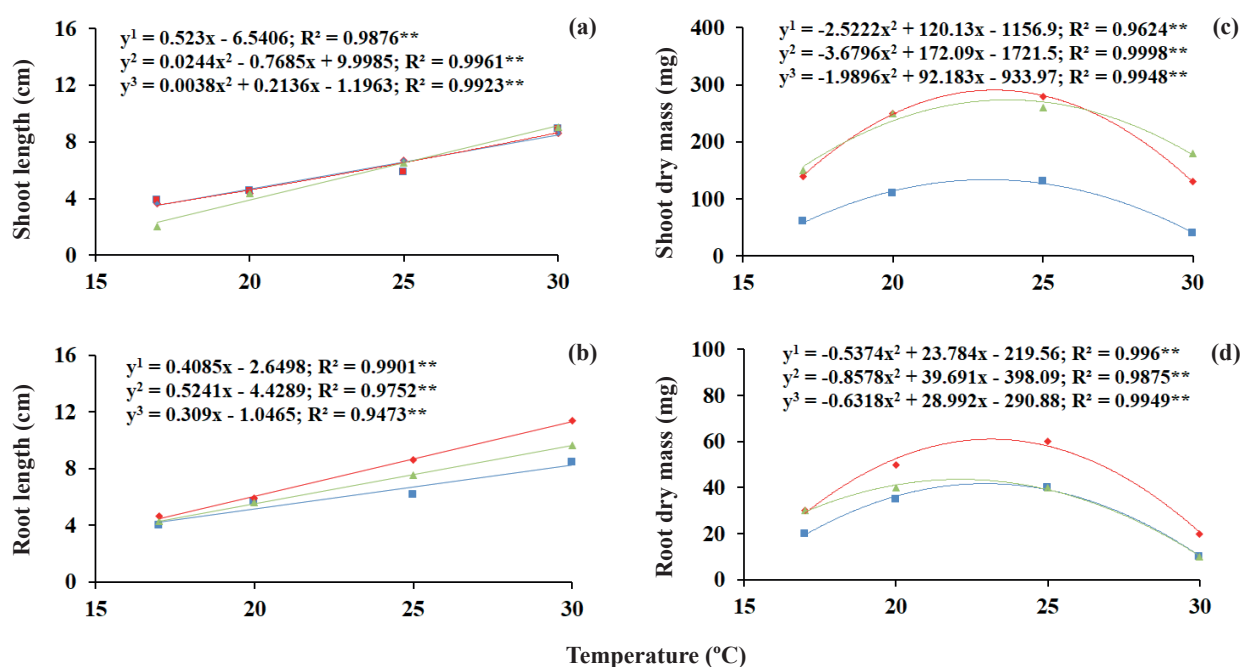 (a)
y¹ = 0.523x - 6.5406; R² = 0.9876**
y² = 0.0244x² - 0.7685x + 9.9985; R² = 0.9961**
y³ = 0.0038x² + 0.2136x - 1.1963; R² = 0.9923**
Shoot length (cm)
16
12
8
4
0
15
20
25
30
(c)
y¹ = -2.5222x² + 120.13x - 1156.9; R² = 0.9624**
y² = -3.6796x² + 172.09x - 1721.5; R² = 0.9998**
y³ = -1.9896x² + 92.183x - 933.97; R² = 0.9948**
Shoot dry mass (mg)
400
300
200
100
0
15
20
25
30
(b)
y¹ = 0.4085x - 2.6498; R² = 0.9901**
y² = 0.5241x - 4.4289; R² = 0.9752**
y³ = 0.309x - 1.0465; R² = 0.9473**
Root length (cm)
16
12
8
4
0
15
20
25
30
(d)
y¹ = -0.5374x² + 23.784x - 219.56; R² = 0.996**
y² = -0.8578x² + 39.691x - 398.09; R² = 0.9875**
y³ = -0.6318x² + 28.992x - 290.88; R² = 0.9949**
Root dry mass (mg)
100
80
60
40
20
0
15
20
25
30
Temperature (ºC)